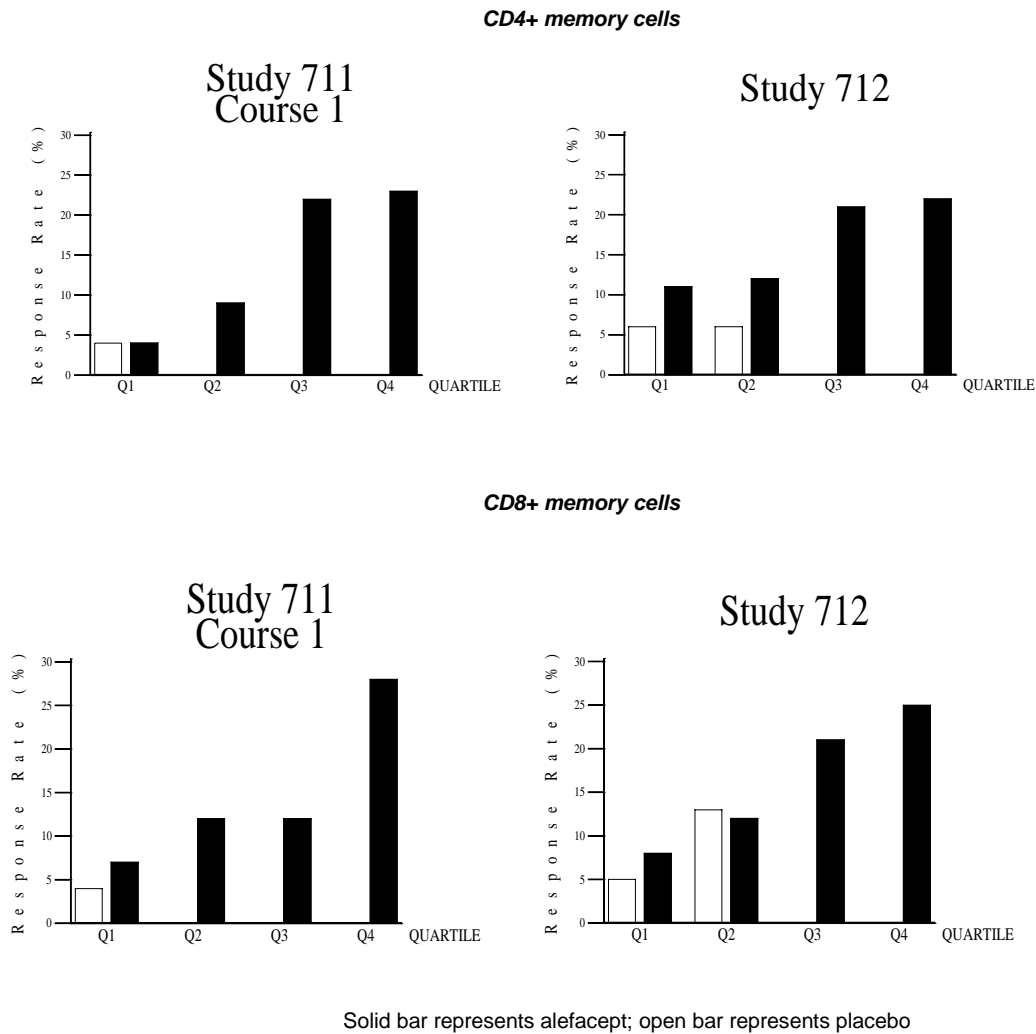 CD4+ memory cells
Study 711
Course 1
Response Rate (%)
30
25
20
15
10
5
0
Q1 Q2 Q3 Q4 QUARTILE
Study 712
Response Rate (%)
30
25
20
15
10
5
0
Q1 Q2 Q3 Q4 QUARTILE
CD8+ memory cells
Study 711
Course 1
Response Rate (%)
30
25
20
15
10
5
0
Q1 Q2 Q3 Q4 QUARTILE
Study 712
Response Rate (%)
30
25
20
15
10
5
0
Q1 Q2 Q3 Q4 QUARTILE
Solid bar represents alefacept; open bar represents placebo